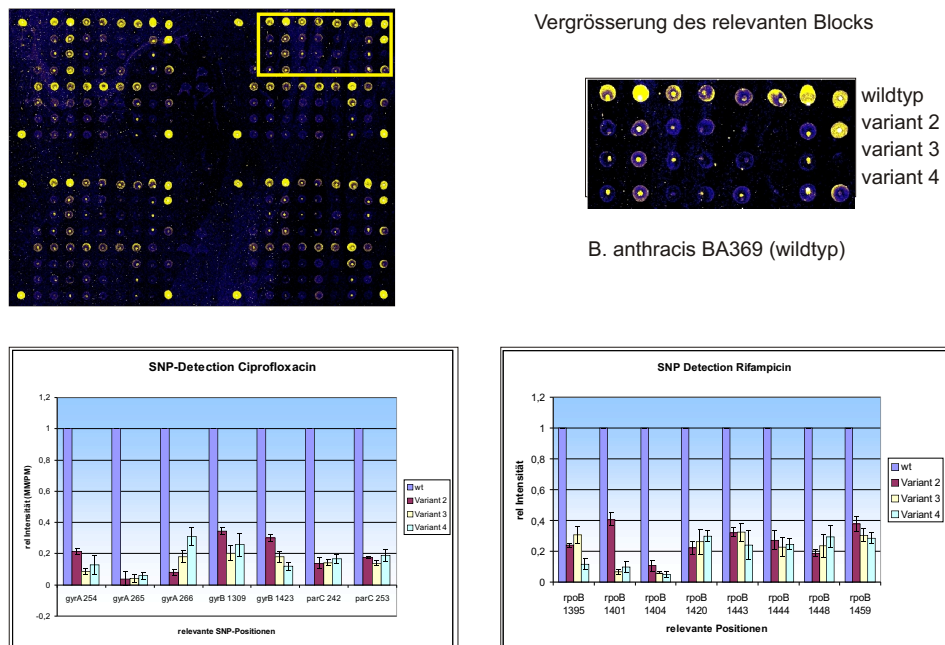 Vergrösserung des relevanten Blocks
wildtyp
variant 2
variant 3
variant 4
B. anthracis BA369 (wildtyp)
SNP-Detection Ciprofloxacin
1,2
1
0,8
0,6
0,4
0,2
0
-0,2
rel Intensität (MM/PM)
gyrA 254 gyrA 265 gyrA 266 gyrB 1309 gyrB 1423 parC 242 parC 253
relevante SNP-Positionen
wt
Variant 2
Variant 3
Variant 4
SNP Detection Rifampicin
1,2
1
0,8
0,6
0,4
0,2
0
rel Intensität
rpoB rpoB rpoB rpoB rpoB rpoB rpoB rpoB
1395 1401 1404 1420 1443 1444 1448 1459
relevante Positionen
wt
Variant 2
Variant 3
Variant 4